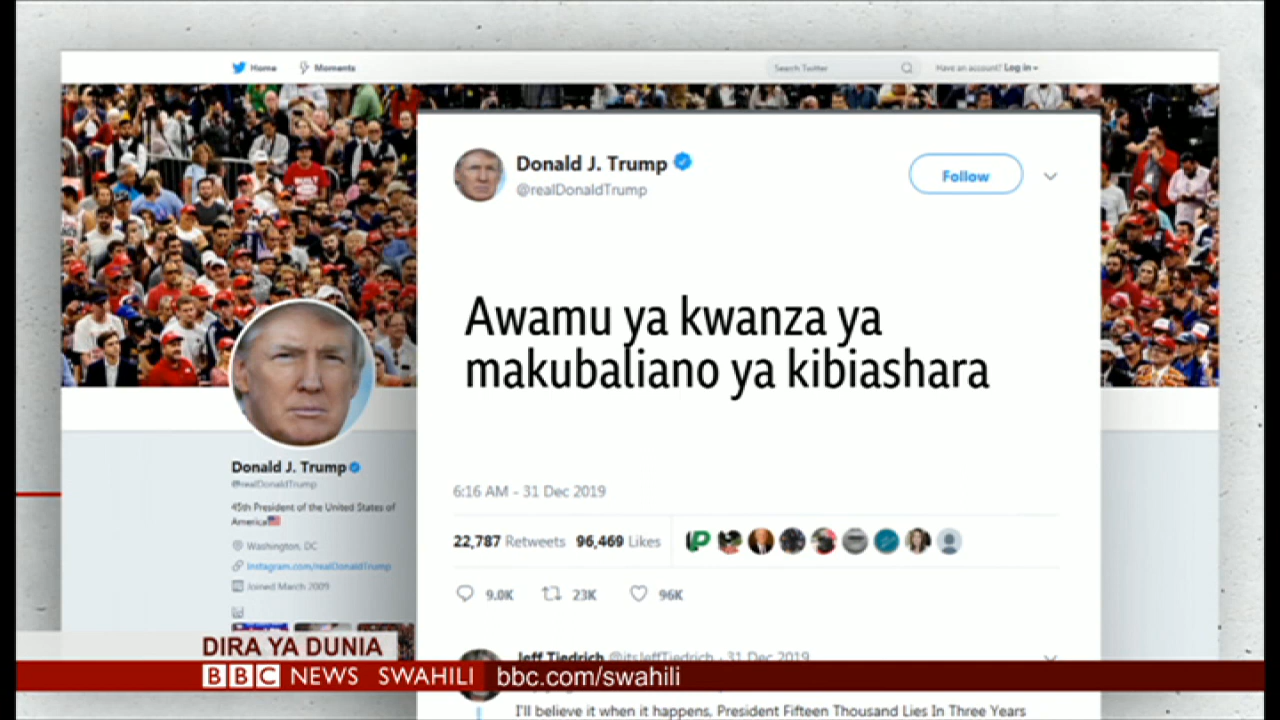 Home Moments
Search Twitter
Have an account? Log in
Donald J. Trump
@realDonaldTrump
Follow
Awamu ya kwanza ya
makubaliano ya kibiashara
6:16 AM - 31 Dec 2019
22,787 Retweets 96,469 Likes
9.0K 23K 96K
Donald J. Trump
@realDonaldTrump
45th President of the United States of
America
Washington, DC
Instagram.com/realDonaldTrump
Joined March 2009
Jeff Tiedrich @itsJeffTiedrich · 31 Dec 2019
I'll believe it when it happens, President Fifteen Thousand Lies In Three Years
DIRA YA DUNIA
BBC NEWS SWAHILI bbc.com/swahili